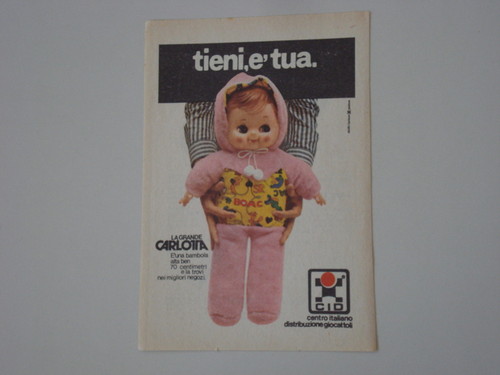 tieni, e' tua.
BOAC
LA GRANDE
CARLOTTA
E' una bambola
alta ben
70 centimetri
e la trovi
nei migliori negozi.
CID
centro italiano
distribuzione giocattoli